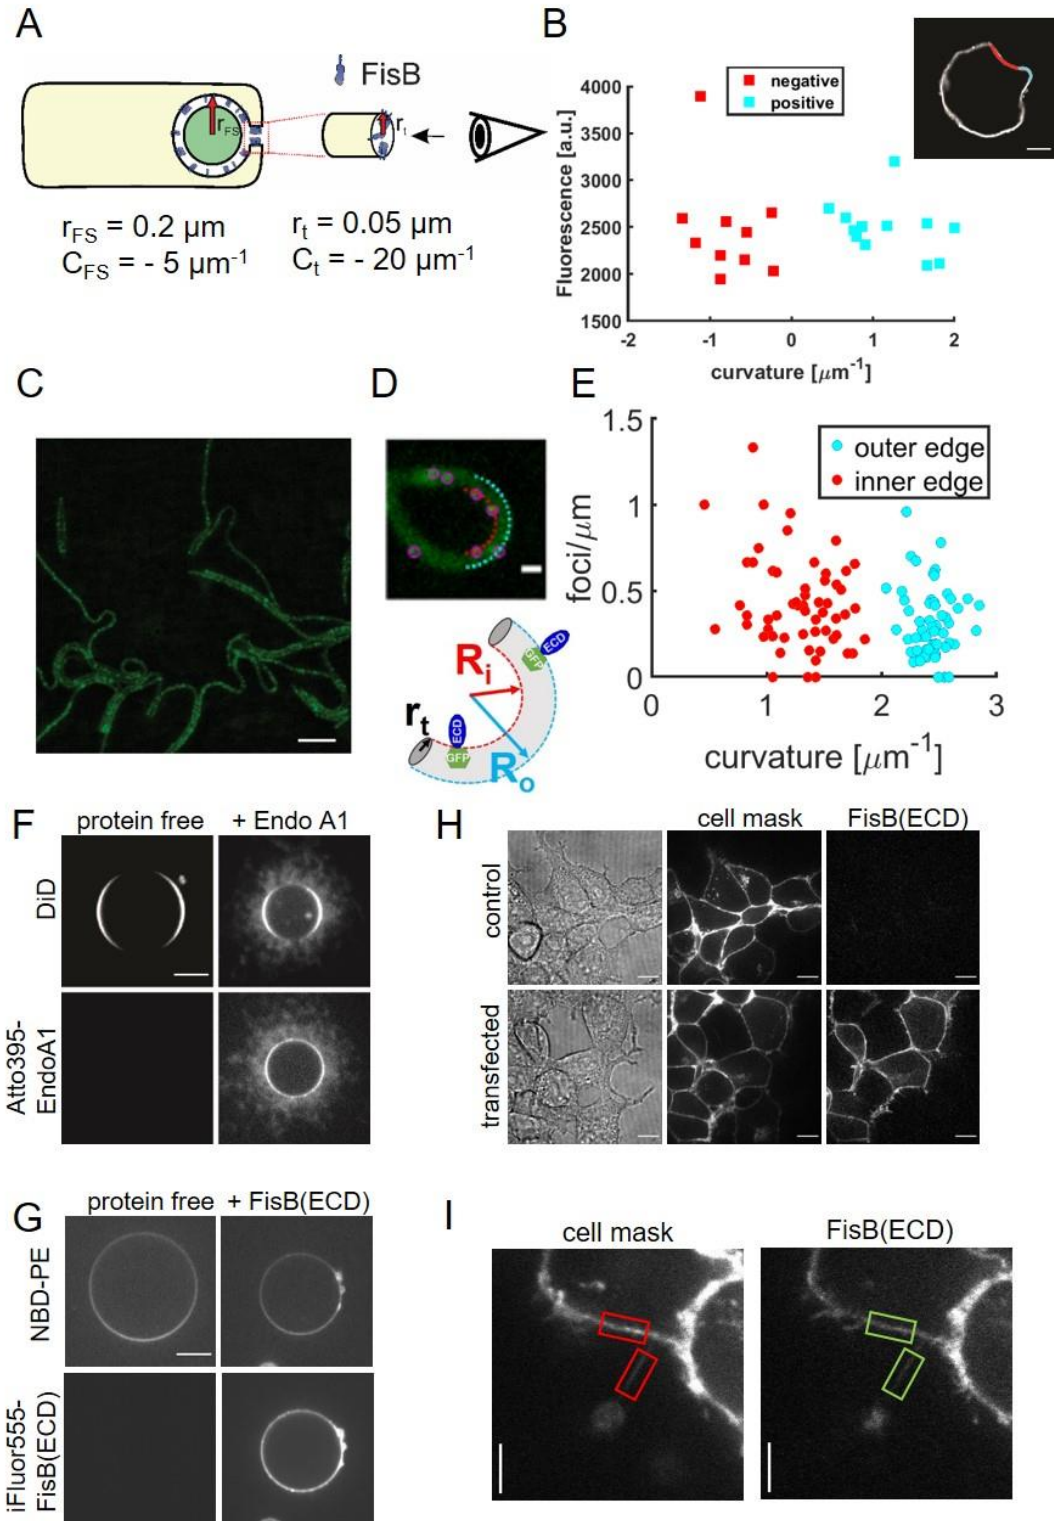 A
FisB
r_FS
r_t
r_FS = 0.2 μm
C_FS = - 5 μm⁻¹
r_t = 0.05 μm
C_t = - 20 μm⁻¹
B
negative
positive
Fluorescence [a.u.]
4000
3500
3000
2500
2000
1500
-2
-1
0
1
2
curvature [μm⁻¹]
C
D
GFP
ECD
R_i
r_t
GFP
ECD
R_o
E
outer edge
inner edge
foci/μm
1.5
1
0.5
0
0
1
2
3
curvature [μm⁻¹]
F
protein free
+ Endo A1
DiD
Atto395-
EndoA1
G
protein free
+ FisB(ECD)
NBD-PE
iFluor555-
FisB(ECD)
H
cell mask
FisB(ECD)
control
transfected
I
cell mask
FisB(ECD)